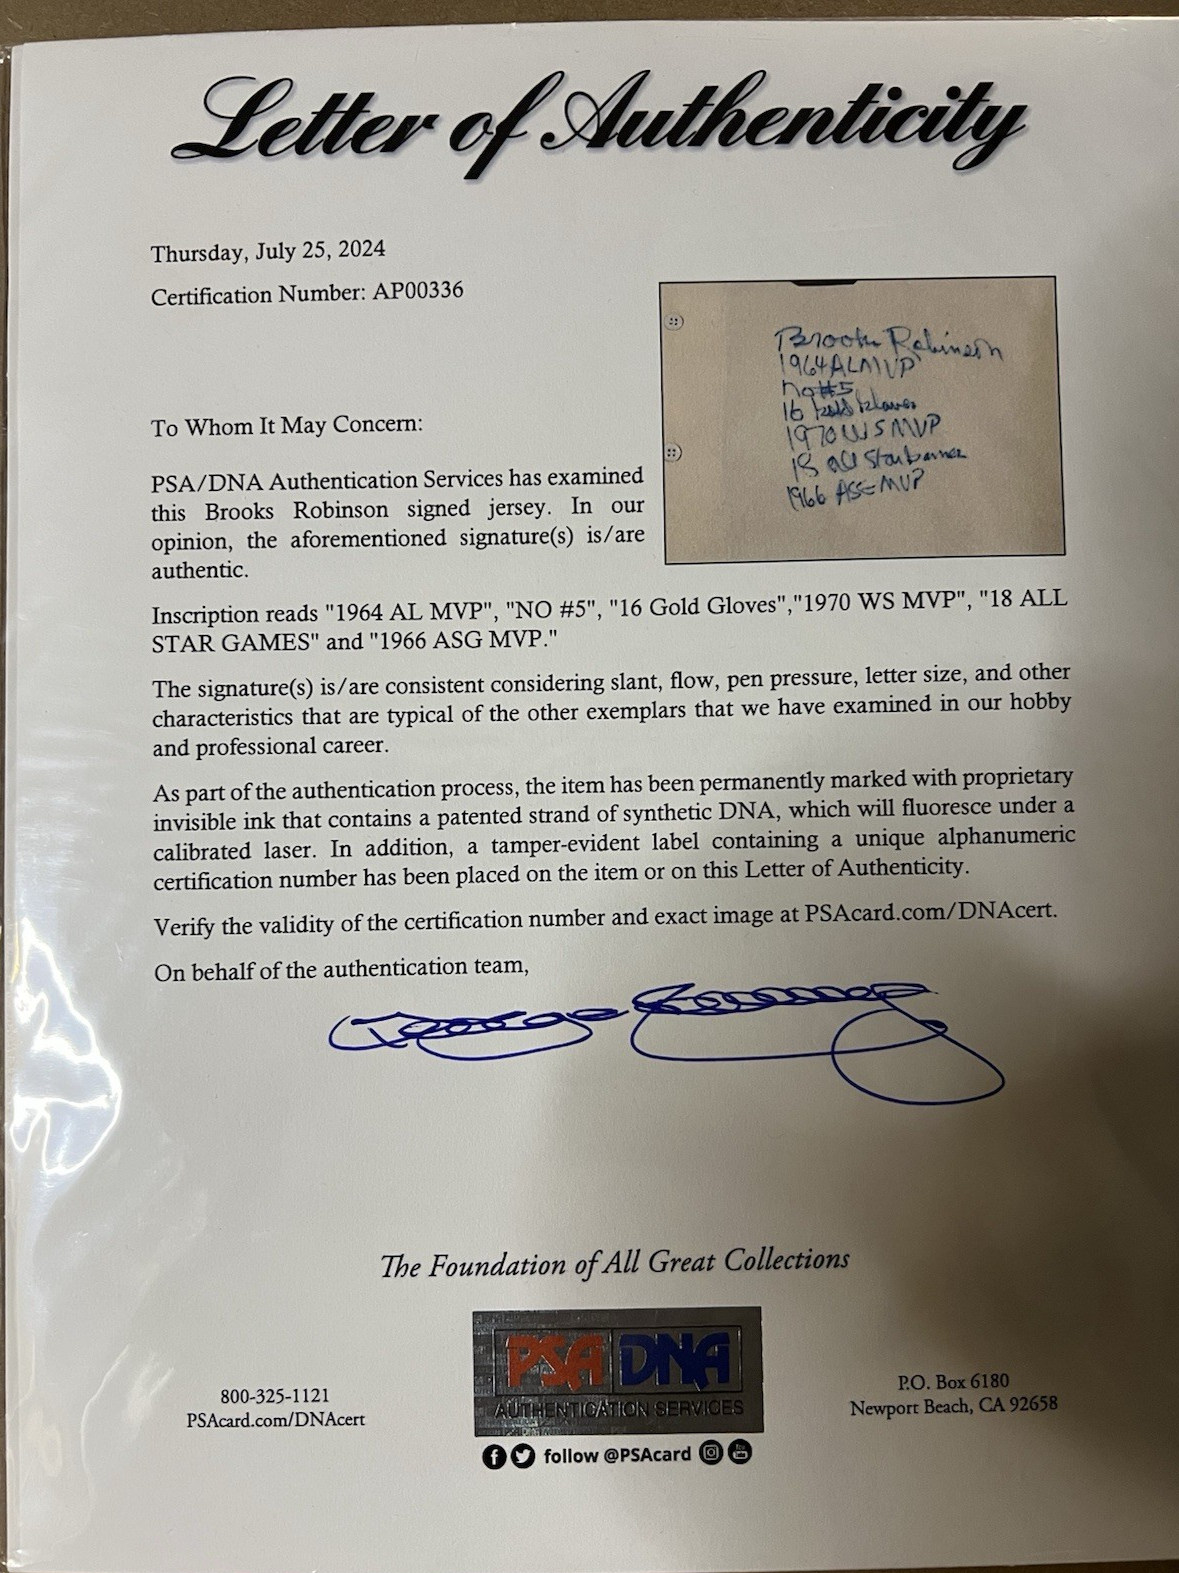 Letter of Authenticity
Thursday, July 25, 2024
Certification Number: AP00336
Brooks Robinson
1964 AL MVP
No #5
16 Gold Gloves
1970 WS MVP
18 all Star Games
1966 ASG MVP
To Whom It May Concern:
PSA/DNA Authentication Services has examined
this Brooks Robinson signed jersey. In our
opinion, the aforementioned signature(s) is/are
authentic.
Inscription reads "1964 AL MVP", "NO #5", "16 Gold Gloves","1970 WS MVP", "18 ALL
STAR GAMES" and "1966 ASG MVP."
The signature(s) is/are consistent considering slant, flow, pen pressure, letter size, and other
characteristics that are typical of the other exemplars that we have examined in our hobby
and professional career.
As part of the authentication process, the item has been permanently marked with proprietary
invisible ink that contains a patented strand of synthetic DNA, which will fluoresce under a
calibrated laser. In addition, a tamper-evident label containing a unique alphanumeric
certification number has been placed on the item or on this Letter of Authenticity.
Verify the validity of the certification number and exact image at PSAcard.com/DNAcert.
On behalf of the authentication team,
The Foundation of All Great Collections
PSA DNA
AUTHENTICATION SERVICES
800-325-1121
PSAcard.com/DNAcert
P.O. Box 6180
Newport Beach, CA 92658
follow @PSAcard